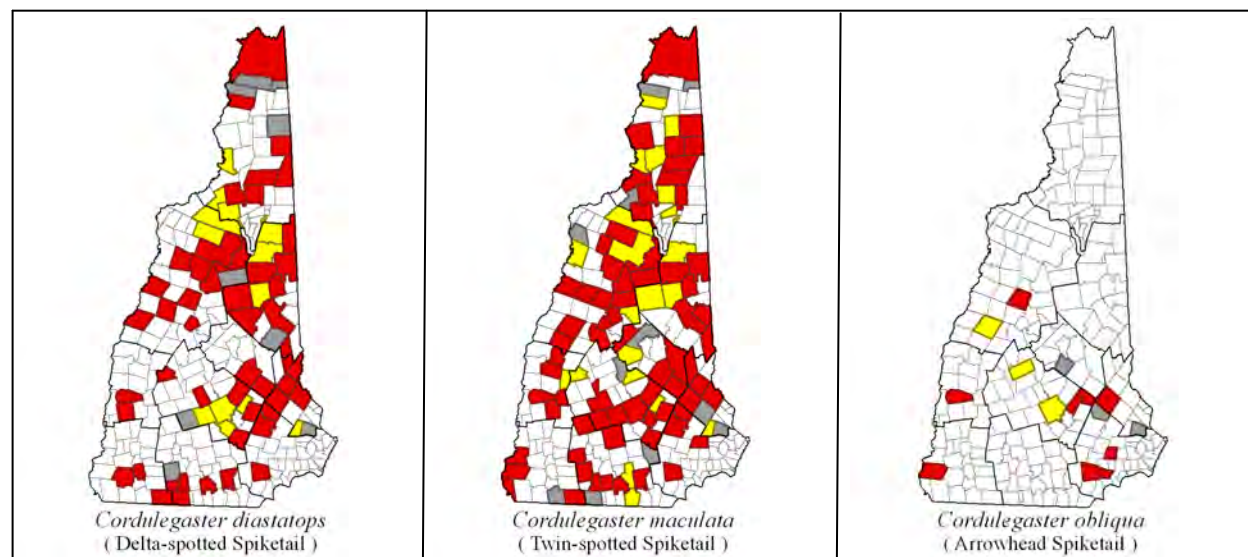 Cordulegaster diastatops
( Delta-spotted Spiketail )
Cordulegaster maculata
( Twin-spotted Spiketail )
Cordulegaster obliqua
( Arrowhead Spiketail )